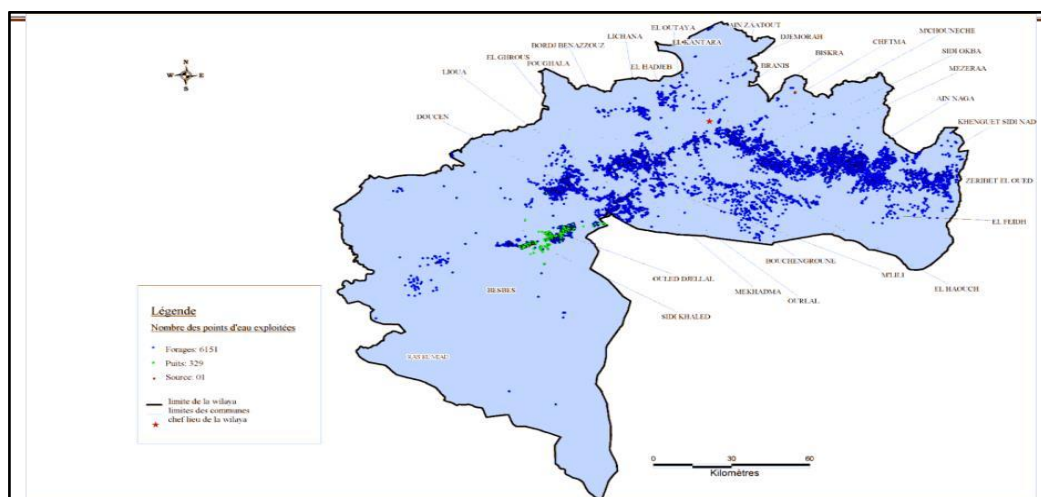 EL OUTAYA
AIN ZAATOUT
LICHANA
EL KANTARA
DJEMORAH
M'CHOUNECHE
BORDJ BENAZZOUZ
CHETMA
SIDI OKBA
EL GHROUS
FOUGHALA
EL HADJEB
BRANIS
BISKRA
MEZERAA
LIOUA
AIN NAGA
DOUCEN
KHENGUET SIDI NAD
ZERIBET EL OUED
EL FEIDH
OULED DJELLAL
M'LILI
EL HAOUCH
BESBES
MEKHADMA
OURLAL
SIDI KHALED
N
W
E
S
Légende
Nombre des points d'eau exploitées
Forages: 6151
Puits: 329
Source: 01
limite de la wilaya
limites des communes
chef lieu de la wilaya
0 30 60
Kilomètres